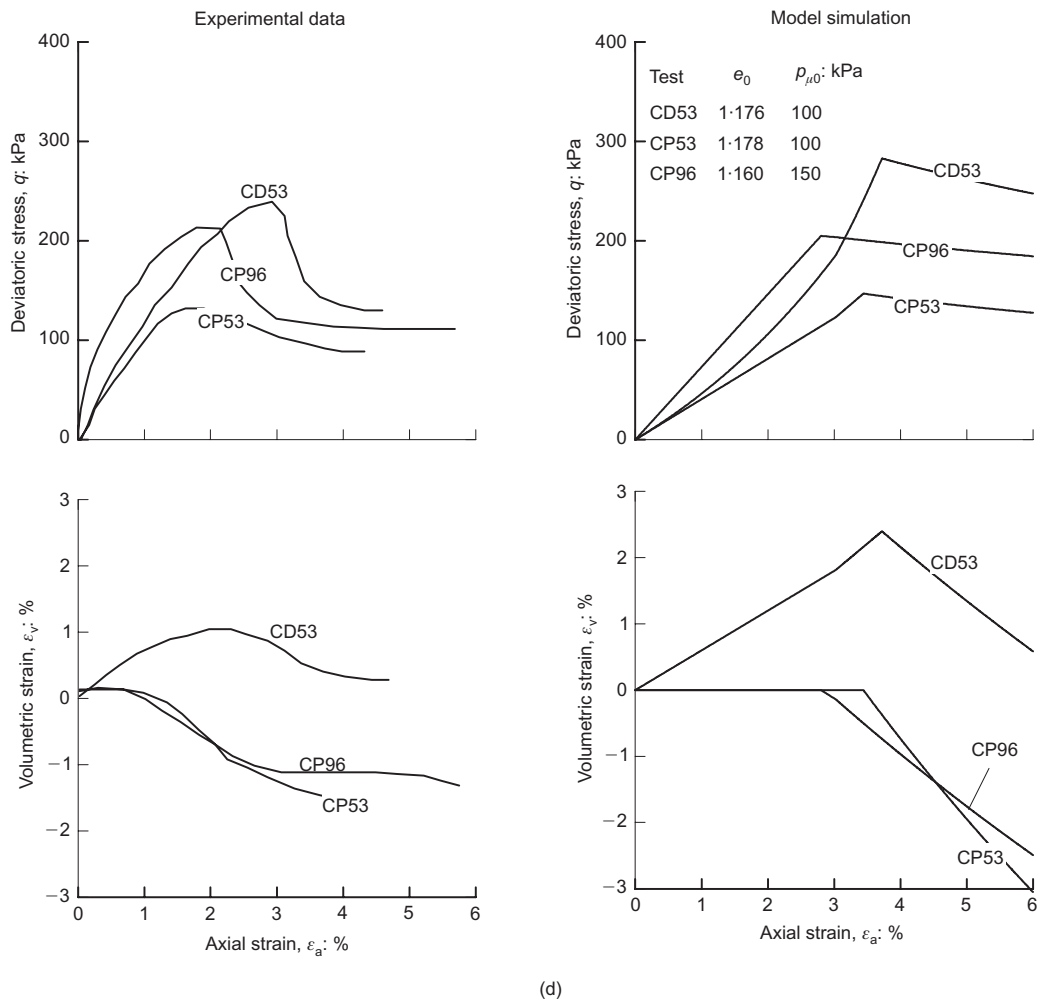 Experimental data
400
300
200
100
0
Deviatoric stress, q: kPa
CD53
CP96
CP53
Model simulation
400
300
200
100
0
Deviatoric stress, q: kPa
Test e0 pμ0: kPa
CD53 1·176 100
CP53 1·178 100
CP96 1·160 150
CD53
CP96
CP53
3
2
1
0
−1
−2
−3
Volumetric strain, εv: %
CD53
CP96
CP53
0 1 2 3 4 5 6
Axial strain, εa: %
3
2
1
0
−1
−2
−3
Volumetric strain, εv: %
CD53
CP96
CP53
0 1 2 3 4 5 6
Axial strain, εa: %
(d)